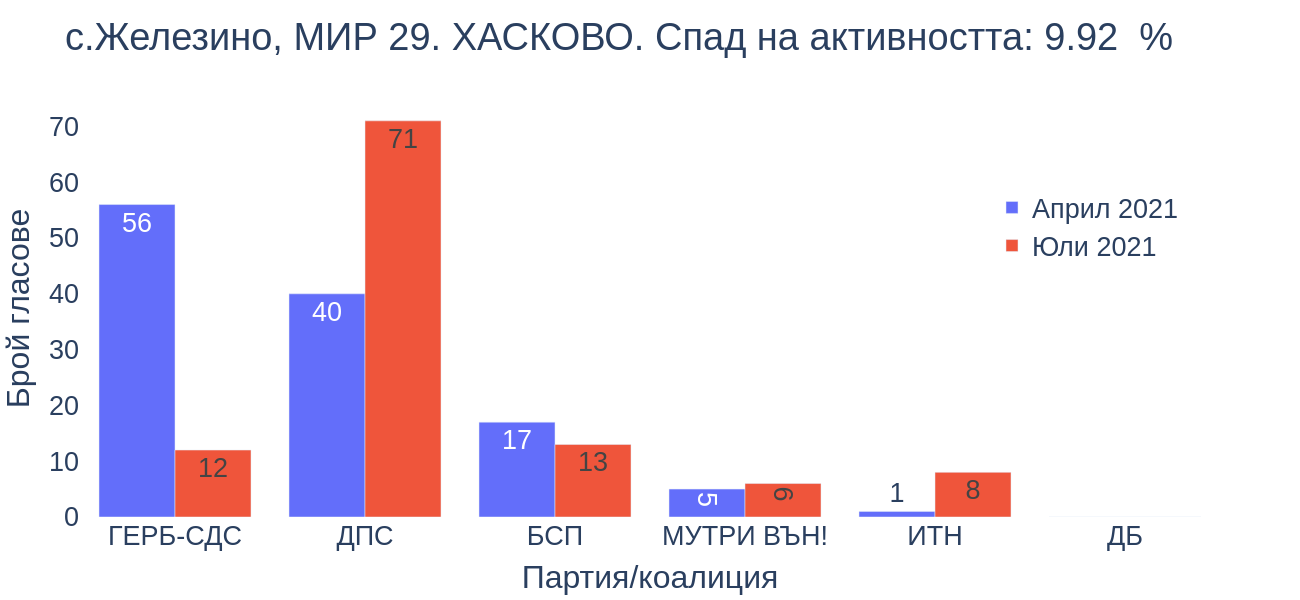 с.Железино, МИР 29. ХАСКОВО. Спад на активността: 9.92 %
70
60
50
40
30
20
10
0
Брой гласове
56
12
40
71
17
13
5
6
1
8
Април 2021
Юли 2021
ГЕРБ-СДС
ДПС
БСП
МУТРИ ВЪН!
ИТН
ДБ
Партия/коалиция